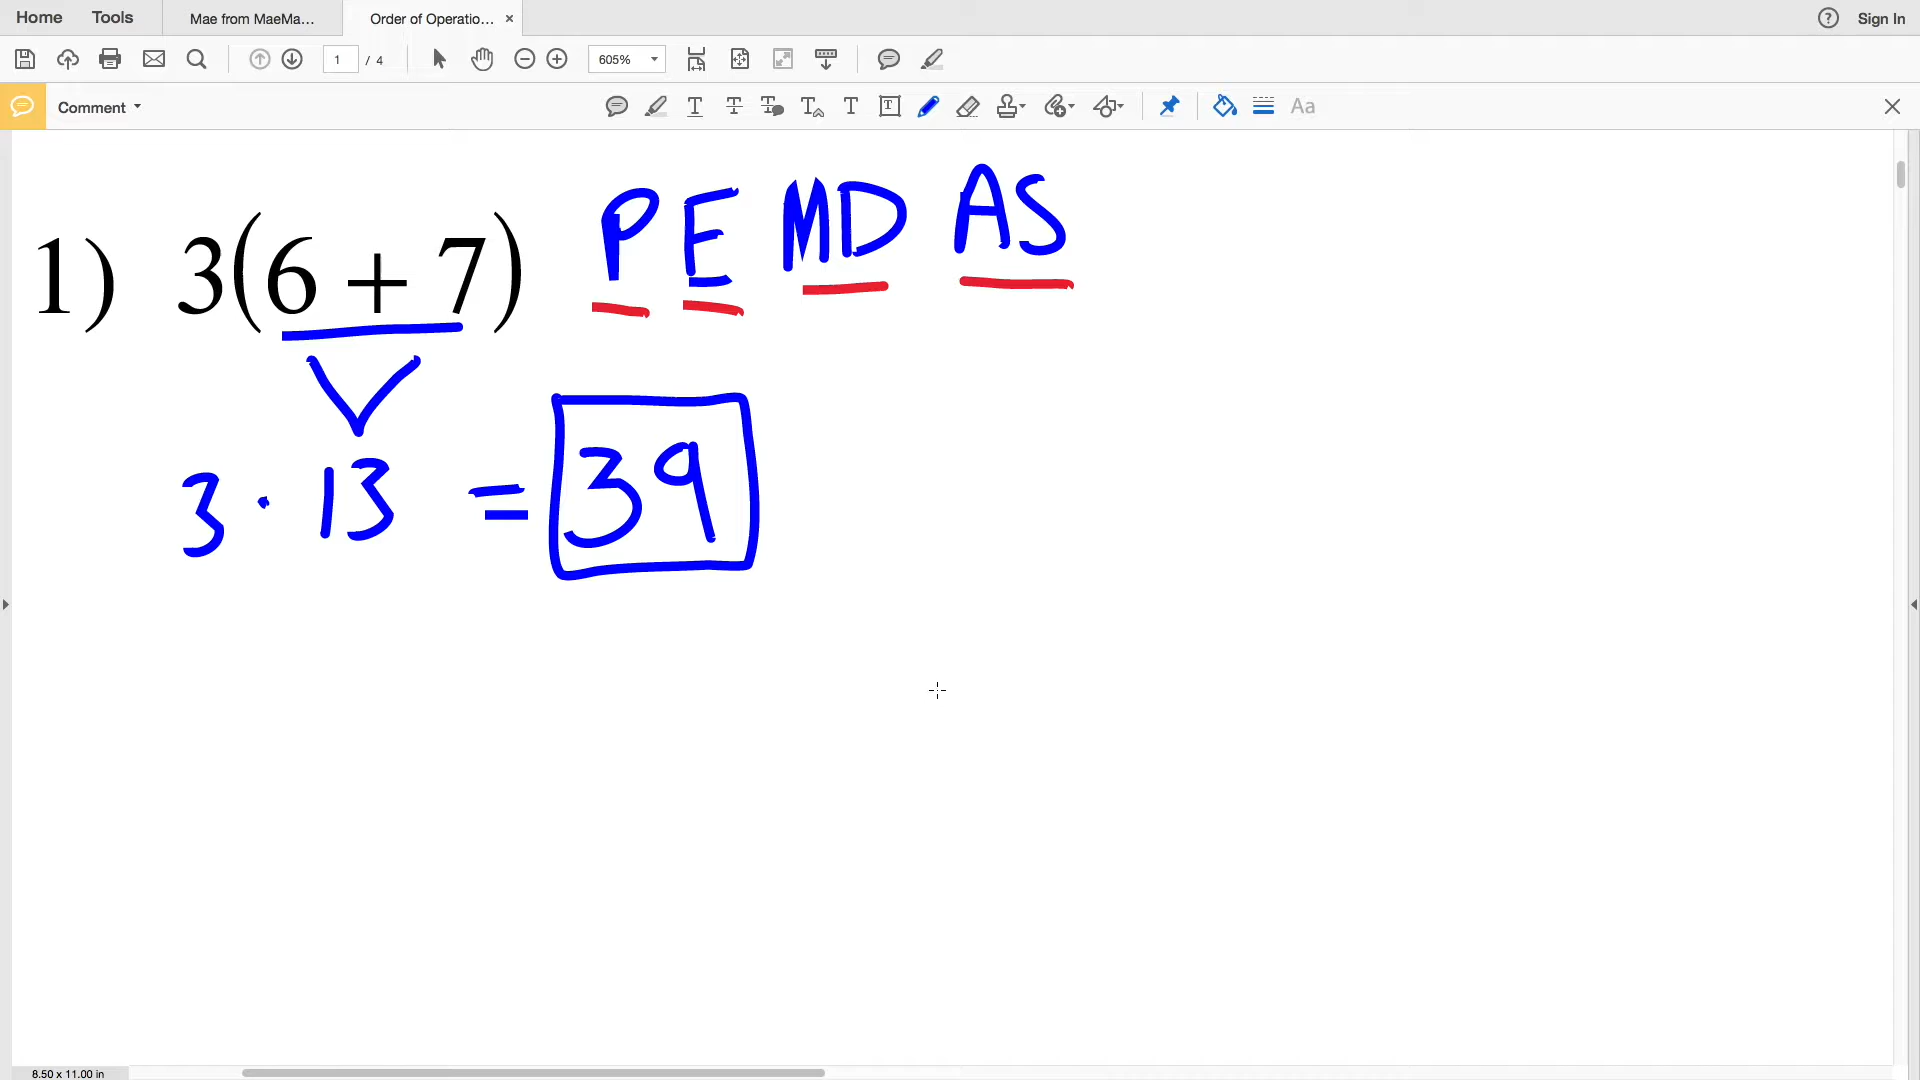 Home Tools Mae from MaeMa... Order of Operatio... × Sign In
1 / 4 605%
Comment Aa
1) 3(6 + 7) P E MD AS
3 · 13 = 39
8.50 x 11.00 in